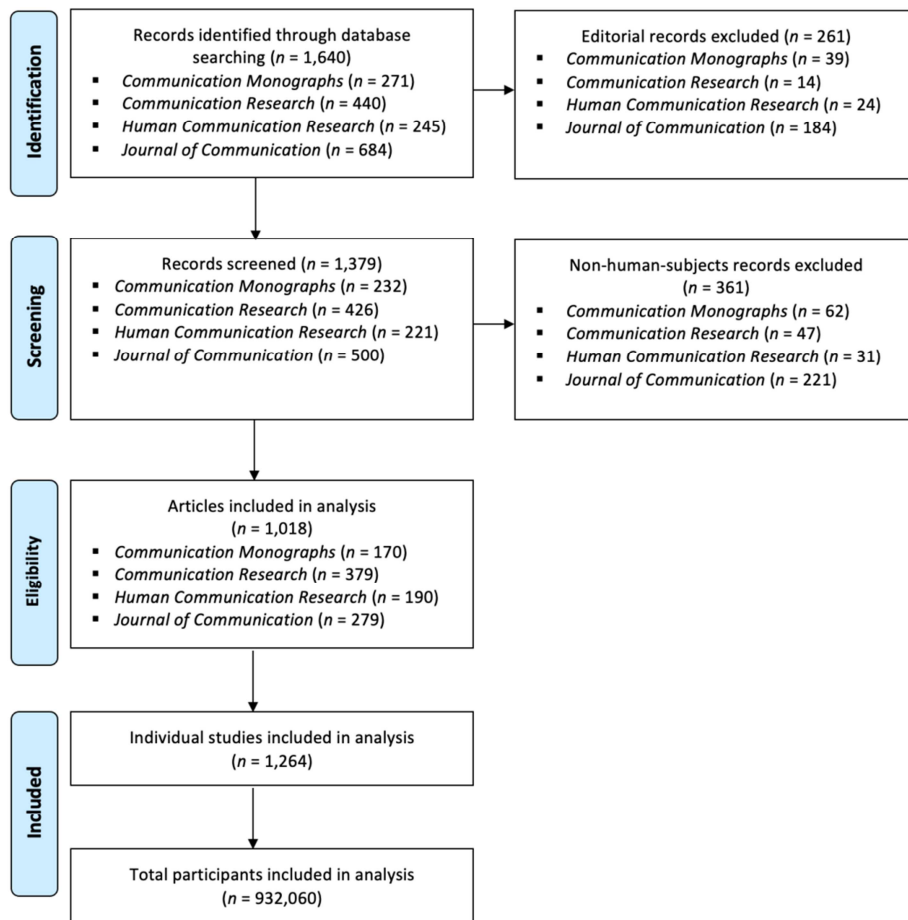 Identification
Records identified through database
searching (n = 1,640)
▪ Communication Monographs (n = 271)
▪ Communication Research (n = 440)
▪ Human Communication Research (n = 245)
▪ Journal of Communication (n = 684)
Editorial records excluded (n = 261)
▪ Communication Monographs (n = 39)
▪ Communication Research (n = 14)
▪ Human Communication Research (n = 24)
▪ Journal of Communication (n = 184)
Screening
Records screened (n = 1,379)
▪ Communication Monographs (n = 232)
▪ Communication Research (n = 426)
▪ Human Communication Research (n = 221)
▪ Journal of Communication (n = 500)
Non-human-subjects records excluded
(n = 361)
▪ Communication Monographs (n = 62)
▪ Communication Research (n = 47)
▪ Human Communication Research (n = 31)
▪ Journal of Communication (n = 221)
Eligibility
Articles included in analysis
(n = 1,018)
▪ Communication Monographs (n = 170)
▪ Communication Research (n = 379)
▪ Human Communication Research (n = 190)
▪ Journal of Communication (n = 279)
Included
Individual studies included in analysis
(n = 1,264)
Total participants included in analysis
(n = 932,060